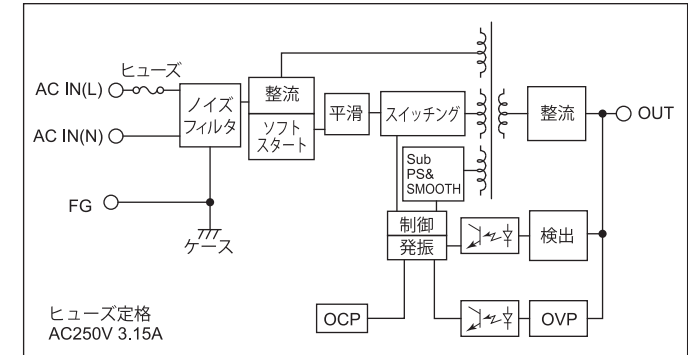 ヒューズ
AC IN(L)
AC IN(N)
FG
ノイズ
フィルタ
ケース
整流
ソフト
スタート
平滑
スイッチング
整流
OUT
Sub
PS&
SMOOTH
制御
発振
検出
OCP
OVP
ヒューズ定格
AC250V 3.15A